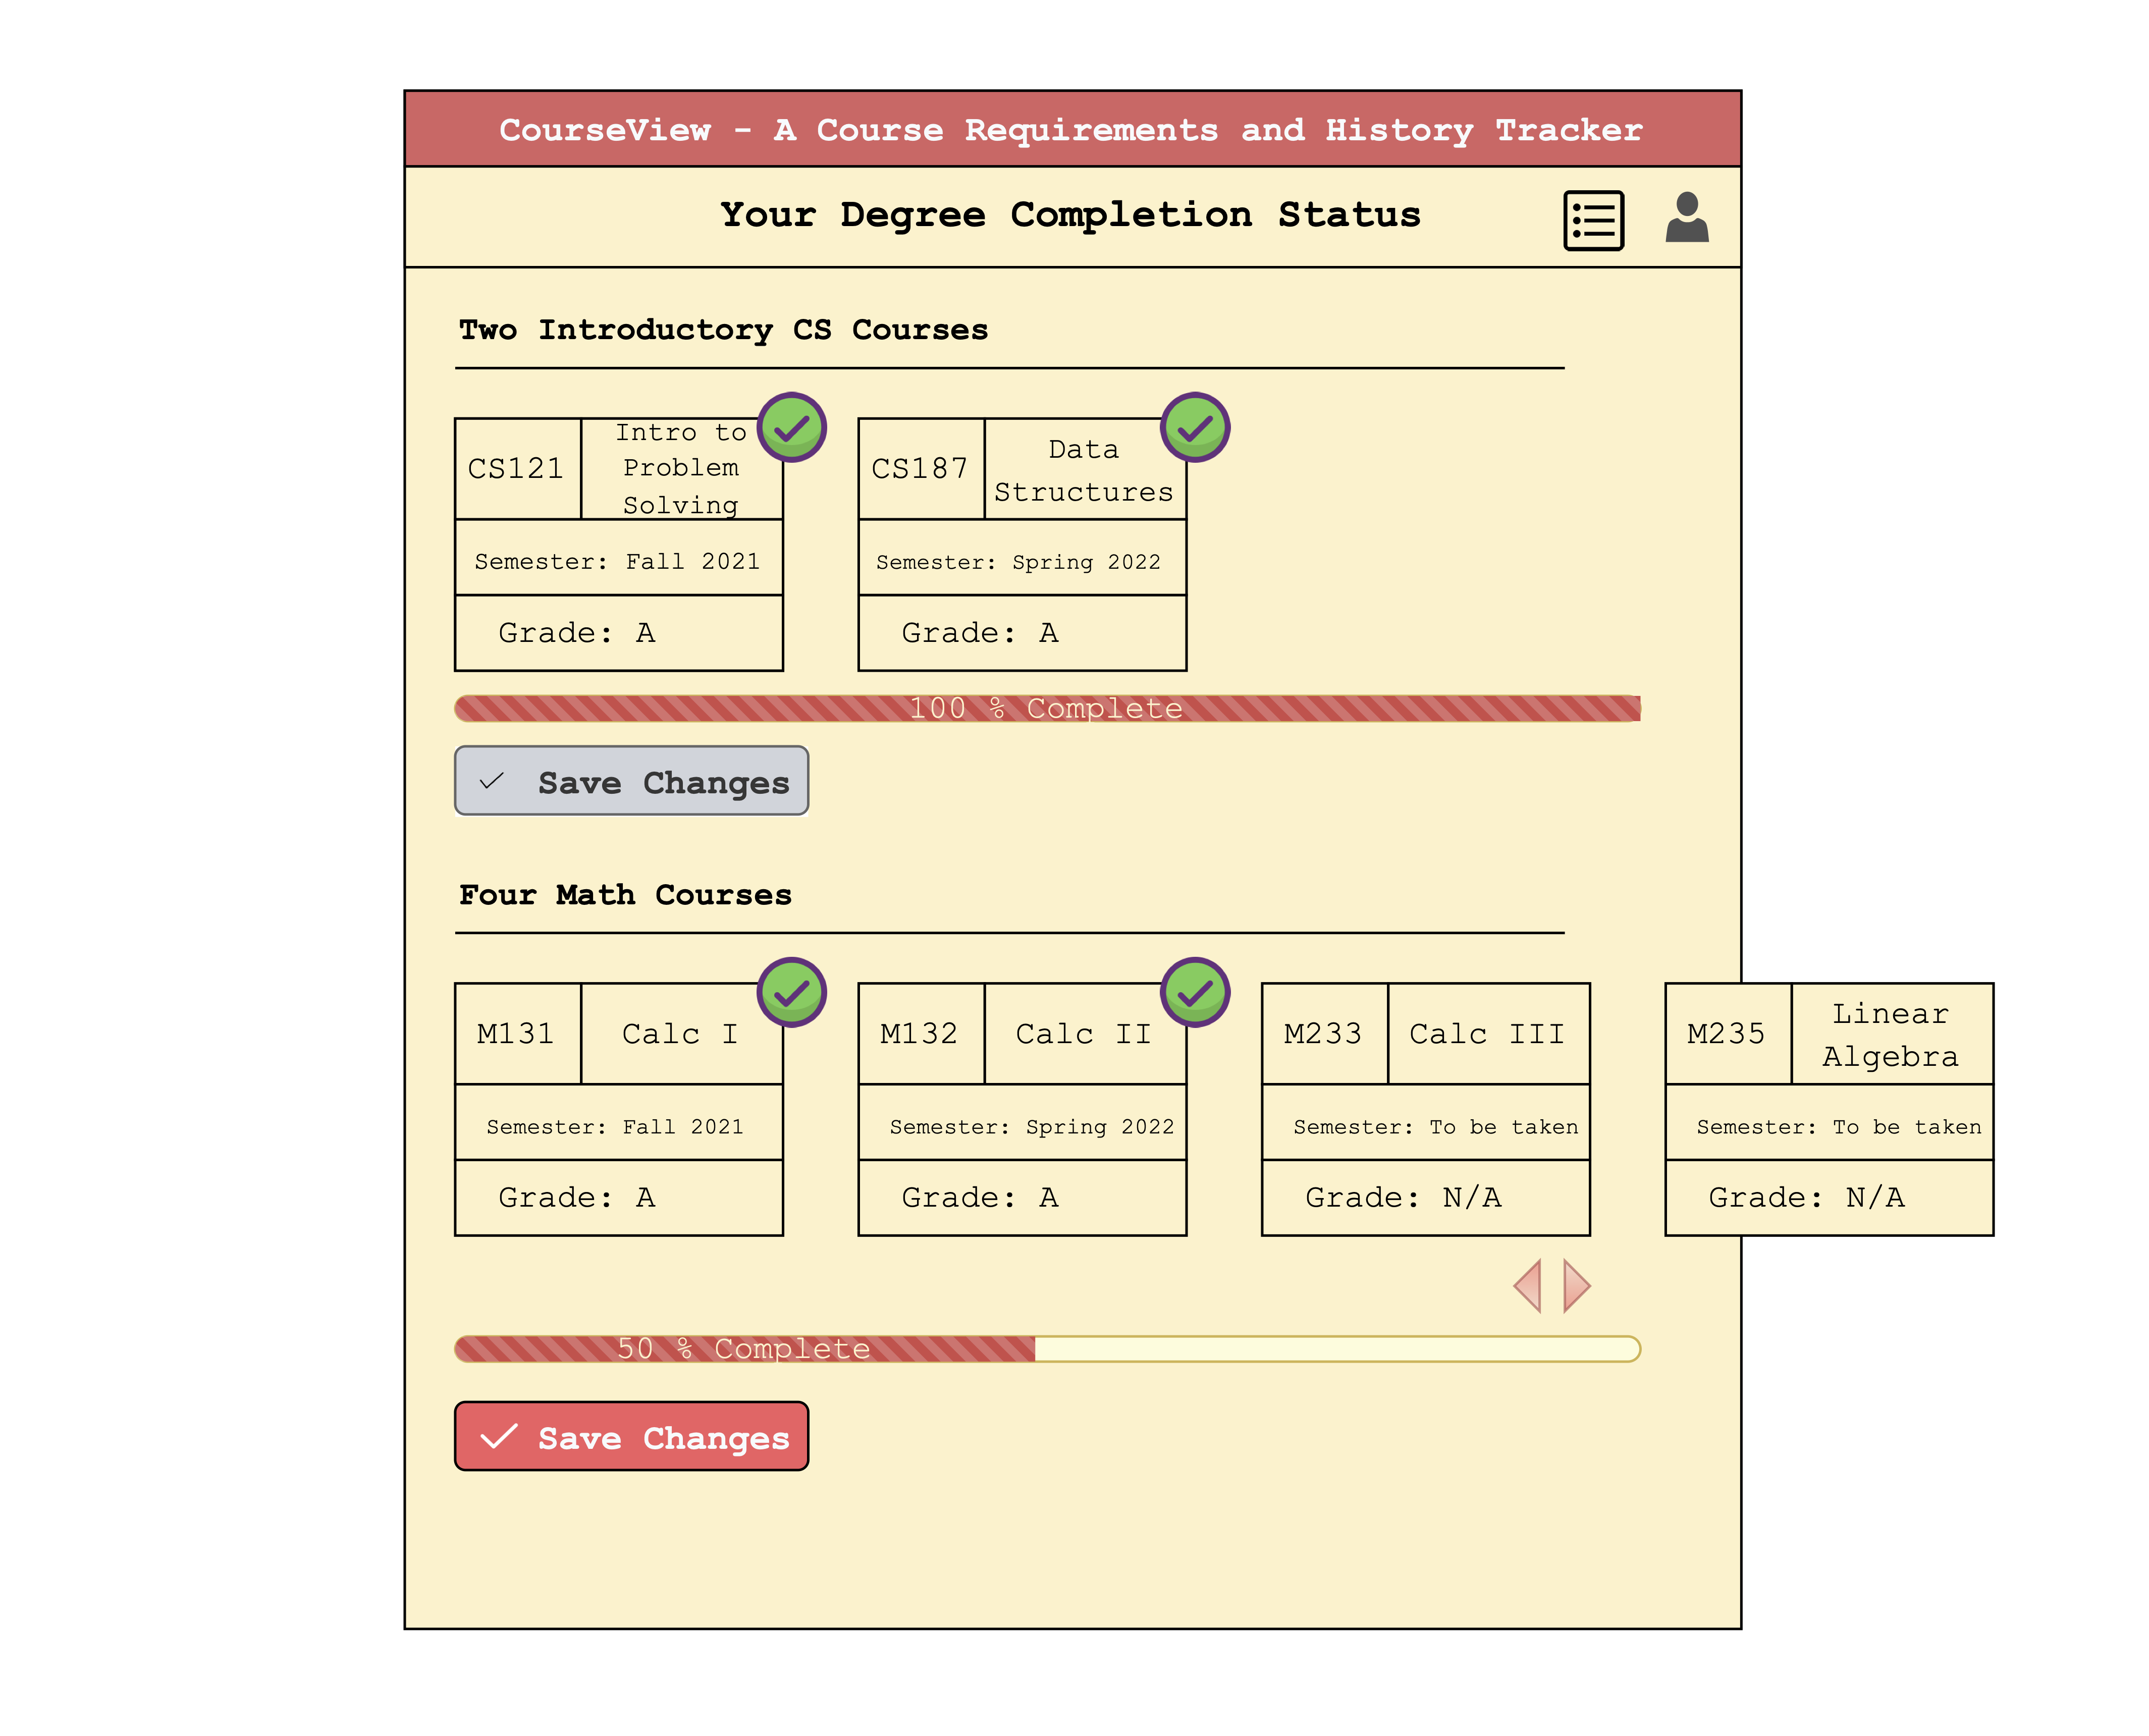 CourseView - A Course Requirements and History Tracker
Your Degree Completion Status
Two Introductory CS Courses
CS121
Intro to
Problem
Solving
Semester: Fall 2021
Grade: A
CS187
Data
Structures
Semester: Spring 2022
Grade: A
100 % Complete
Save Changes
Four Math Courses
M131
Calc I
Semester: Fall 2021
Grade: A
M132
Calc II
Semester: Spring 2022
Grade: A
M233
Calc III
Semester: To be taken
Grade: N/A
M235
Linear
Algebra
Semester: To be taken
Grade: N/A
50 % Complete
Save Changes